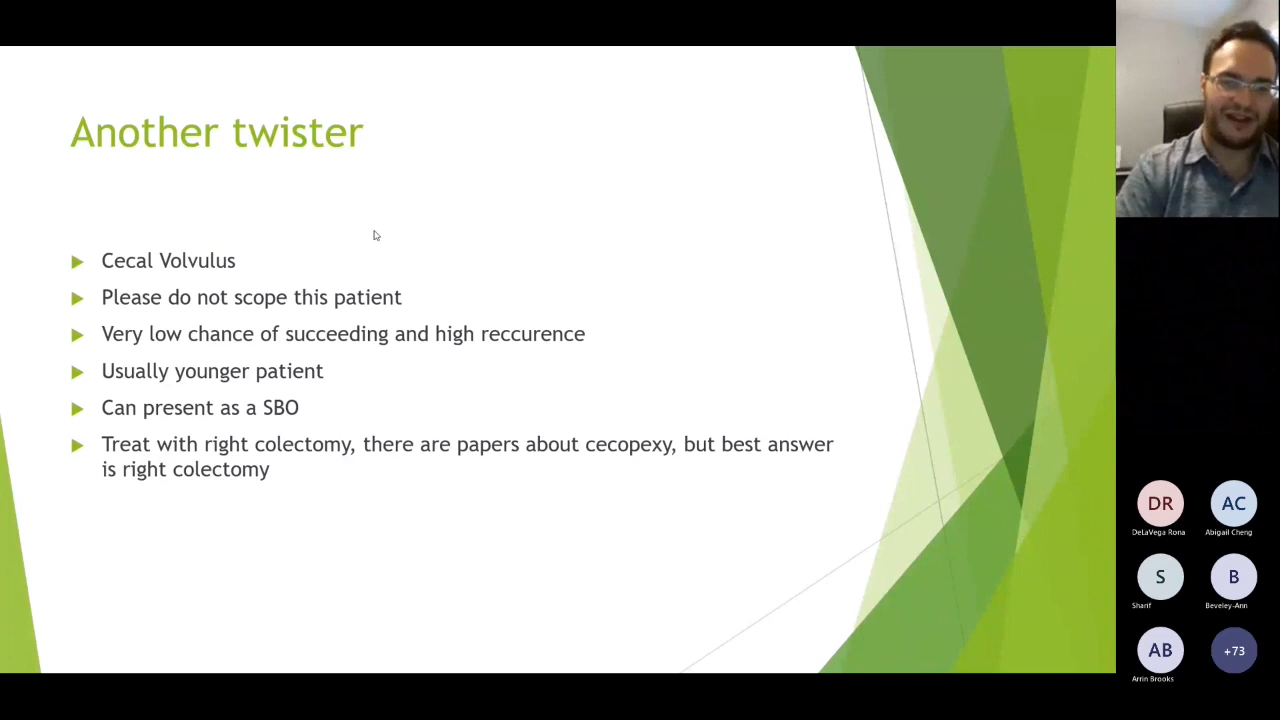 Another twister
Cecal Volvulus
Please do not scope this patient
Very low chance of succeeding and high reccurence
Usually younger patient
Can present as a SBO
Treat with right colectomy, there are papers about cecopexy, but best answer
is right colectomy
DR
AC
DeLaVega Rona
Abigail Cheng
S
B
Sharif
Beveley-Ann
AB
+73
Arrin Brooks